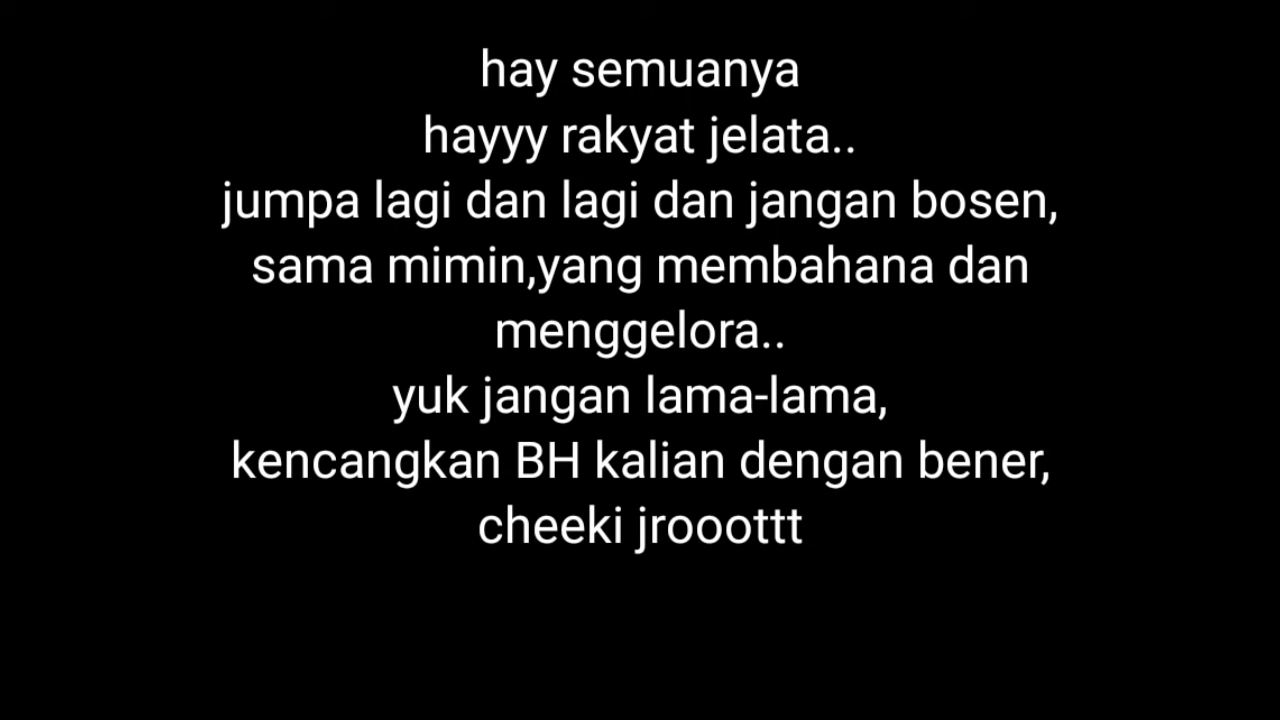 hay semuanya
hayyy rakyat jelata..
jumpa lagi dan lagi dan jangan bosen,
sama mimin,yang membahana dan
menggelora..
yuk jangan lama-lama,
kencangkan BH kalian dengan bener,
cheeki jrooottt